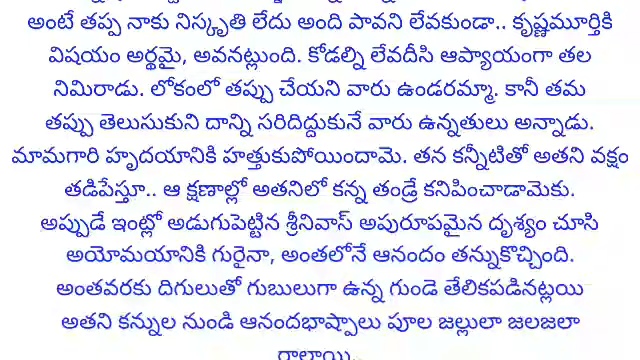 అంటే తప్ప నాకు నిష్కృతి లేదు అంది పావని లేవకుండా.. కృష్ణమూర్తికి
విషయం అర్థమై, అవనట్లుంది. కోడల్ని లేవదీసి ఆప్యాయంగా తల
నిమిరాడు. లోకంలో తప్పు చేయని వారు ఉండరమ్మా. కానీ తమ
తప్పు తెలుసుకుని దాన్ని సరిదిద్దుకునే వారు ఉన్నతులు అన్నాడు.
మామగారి హృదయానికి హత్తుకుపోయిందామె. తన కన్నీటితో అతని వక్షం
తడిపేస్తూ.. ఆ క్షణాల్లో అతనిలో కన్న తండ్రే కనిపించాడామెకు.
అప్పుడే ఇంట్లో అడుగుపెట్టిన శ్రీనివాస్ అపురూపమైన దృశ్యం చూసి
అయోమయానికి గురైనా, అంతలోనే ఆనందం తన్నుకొచ్చింది.
అంతవరకు దిగులుతో గుబులుగా ఉన్న గుండె తేలికపడినట్లయి
అతని కన్నుల నుండి ఆనందభాష్పాలు పూల జల్లులా జలజలా
రాలాయి..